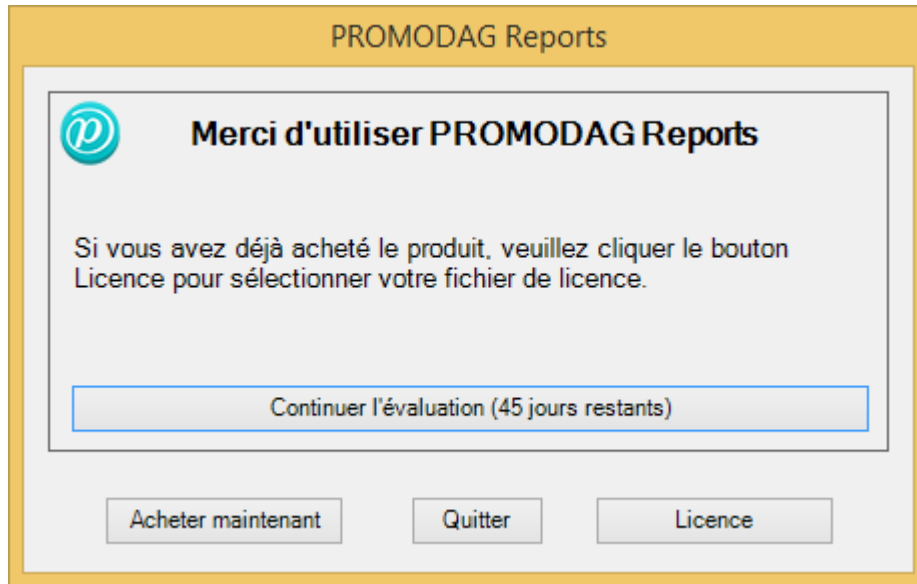 PROMODAG Reports
Merci d'utiliser PROMODAG Reports
Si vous avez déjà acheté le produit, veuillez cliquer le bouton
Licence pour sélectionner votre fichier de licence.
Continuer l'évaluation (45 jours restants)
Acheter maintenant
Quitter
Licence